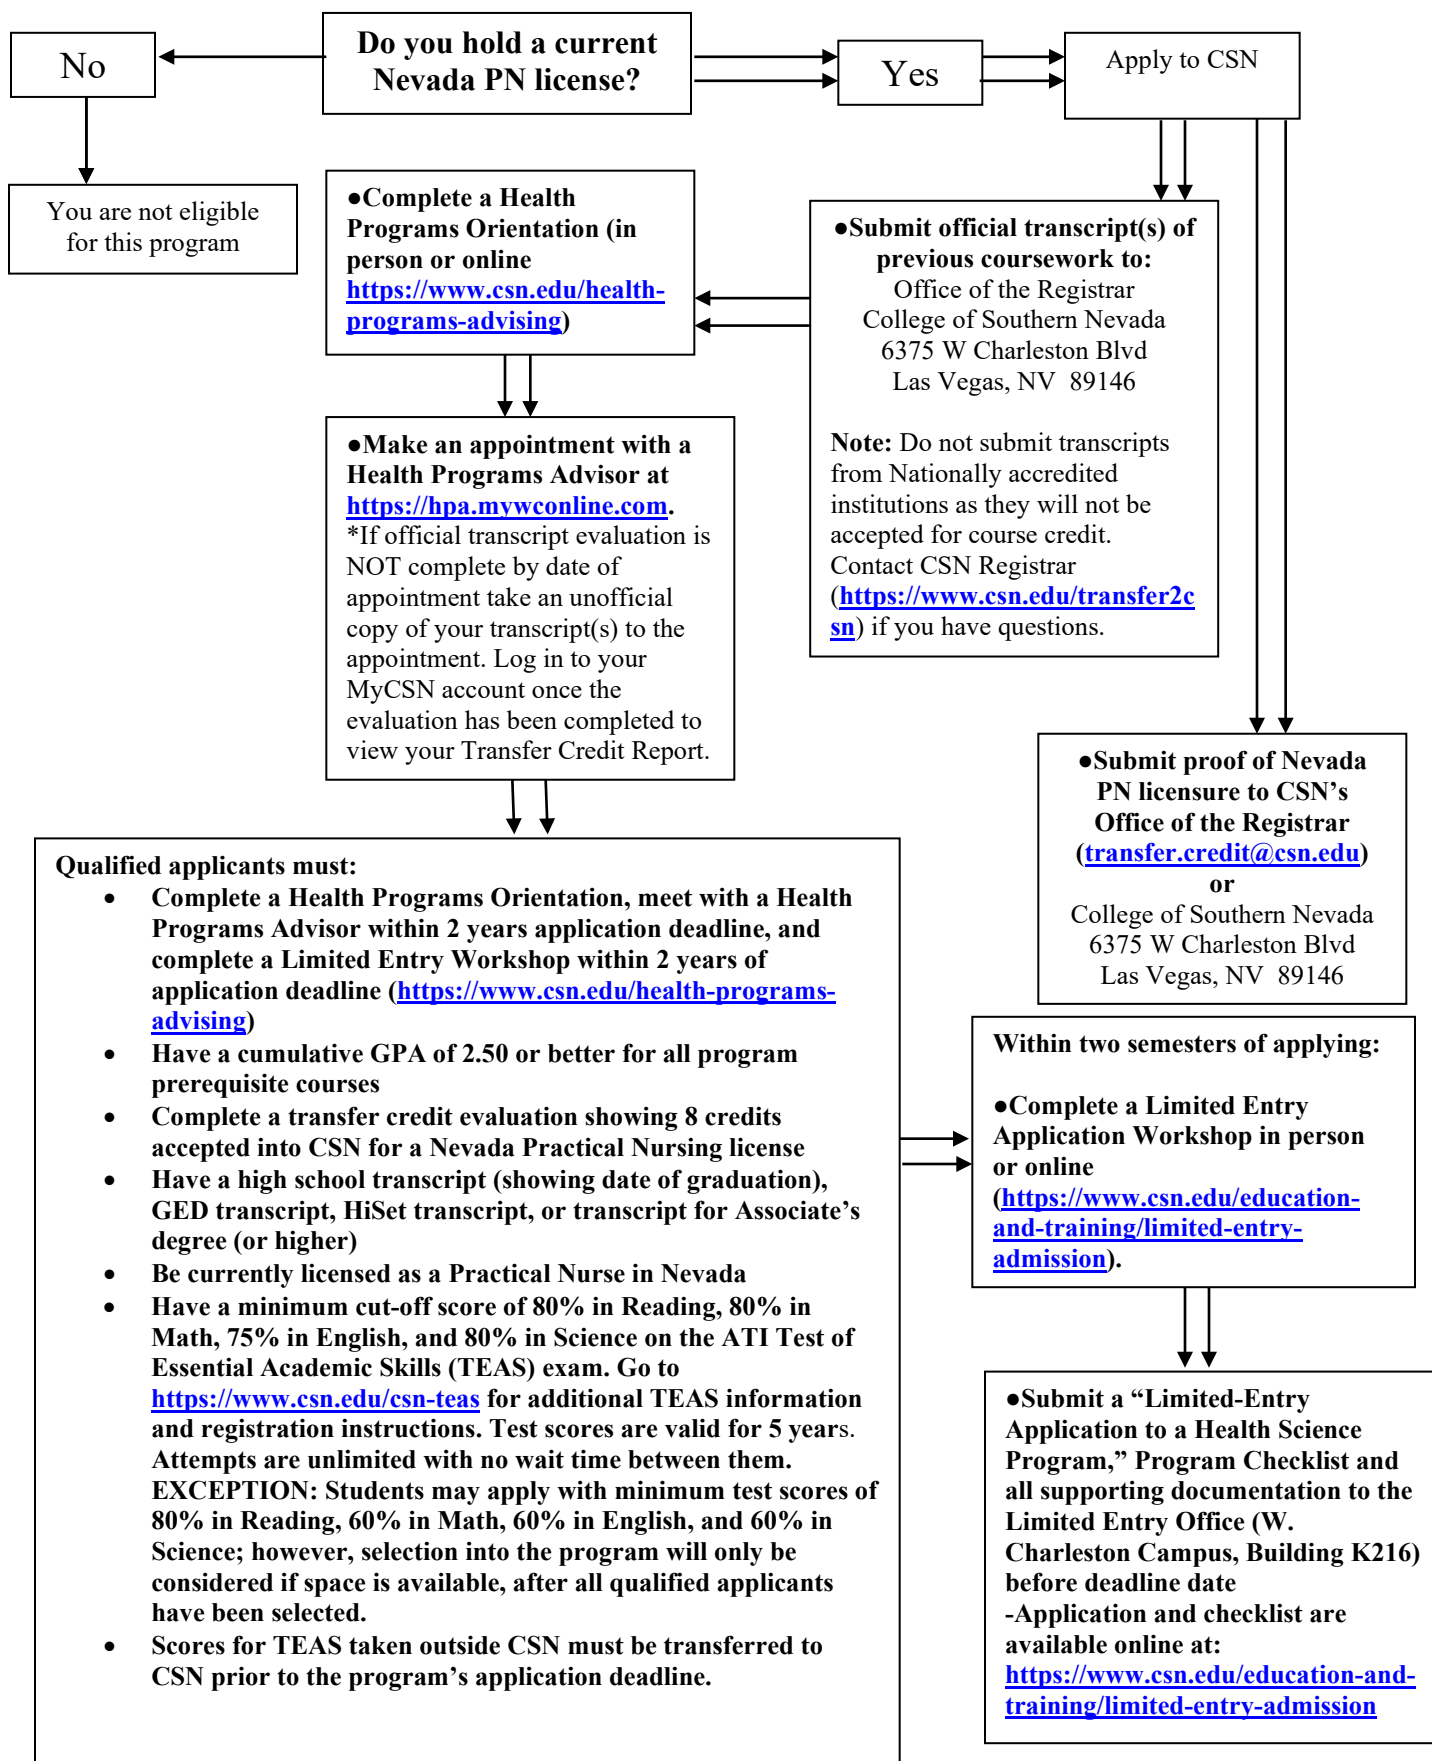 Do you hold a current
Nevada PN license?
No
Yes
Apply to CSN
You are not eligible
for this program
●Submit official transcript(s) of
previous coursework to:
Office of the Registrar
College of Southern Nevada
6375 W Charleston Blvd
Las Vegas, NV  89146
Note: Do not submit transcripts
from Nationally accredited
institutions as they will not be
accepted for course credit.
Contact CSN Registrar
(https://www.csn.edu/transfer2c
sn) if you have questions.
●Complete a Health
Programs Orientation (in
person or online
https://www.csn.edu/health-
programs-advising)
●Make an appointment with a
Health Programs Advisor at
https://hpa.mywconline.com.
*If official transcript evaluation is
NOT complete by date of
appointment take an unofficial
copy of your transcript(s) to the
appointment. Log in to your
MyCSN account once the
evaluation has been completed to
view your Transfer Credit Report.
●Submit proof of Nevada
PN licensure to CSN’s
Office of the Registrar
(transfer.credit@csn.edu)
or
College of Southern Nevada
6375 W Charleston Blvd
Las Vegas, NV  89146
Qualified applicants must:
• Complete a Health Programs Orientation, meet with a Health
Programs Advisor within 2 years application deadline, and
complete a Limited Entry Workshop within 2 years of
application deadline (https://www.csn.edu/health-programs-
advising)
• Have a cumulative GPA of 2.50 or better for all program
prerequisite courses
• Complete a transfer credit evaluation showing 8 credits
accepted into CSN for a Nevada Practical Nursing license
• Have a high school transcript (showing date of graduation),
GED transcript, HiSet transcript, or transcript for Associate’s
degree (or higher)
• Be currently licensed as a Practical Nurse in Nevada
• Have a minimum cut-off score of 80% in Reading, 80% in
Math, 75% in English, and 80% in Science on the ATI Test of
Essential Academic Skills (TEAS) exam. Go to
https://www.csn.edu/csn-teas for additional TEAS information
and registration instructions. Test scores are valid for 5 years.
Attempts are unlimited with no wait time between them.
EXCEPTION: Students may apply with minimum test scores of
80% in Reading, 60% in Math, 60% in English, and 60% in
Science; however, selection into the program will only be
considered if space is available, after all qualified applicants
have been selected.
• Scores for TEAS taken outside CSN must be transferred to
CSN prior to the program’s application deadline.
Within two semesters of applying:
●Complete a Limited Entry
Application Workshop in person
or online
(https://www.csn.edu/education-
and-training/limited-entry-
admission).
●Submit a “Limited-Entry
Application to a Health Science
Program,” Program Checklist and
all supporting documentation to the
Limited Entry Office (W.
Charleston Campus, Building K216)
before deadline date
-Application and checklist are
available online at:
https://www.csn.edu/education-and-
training/limited-entry-admission